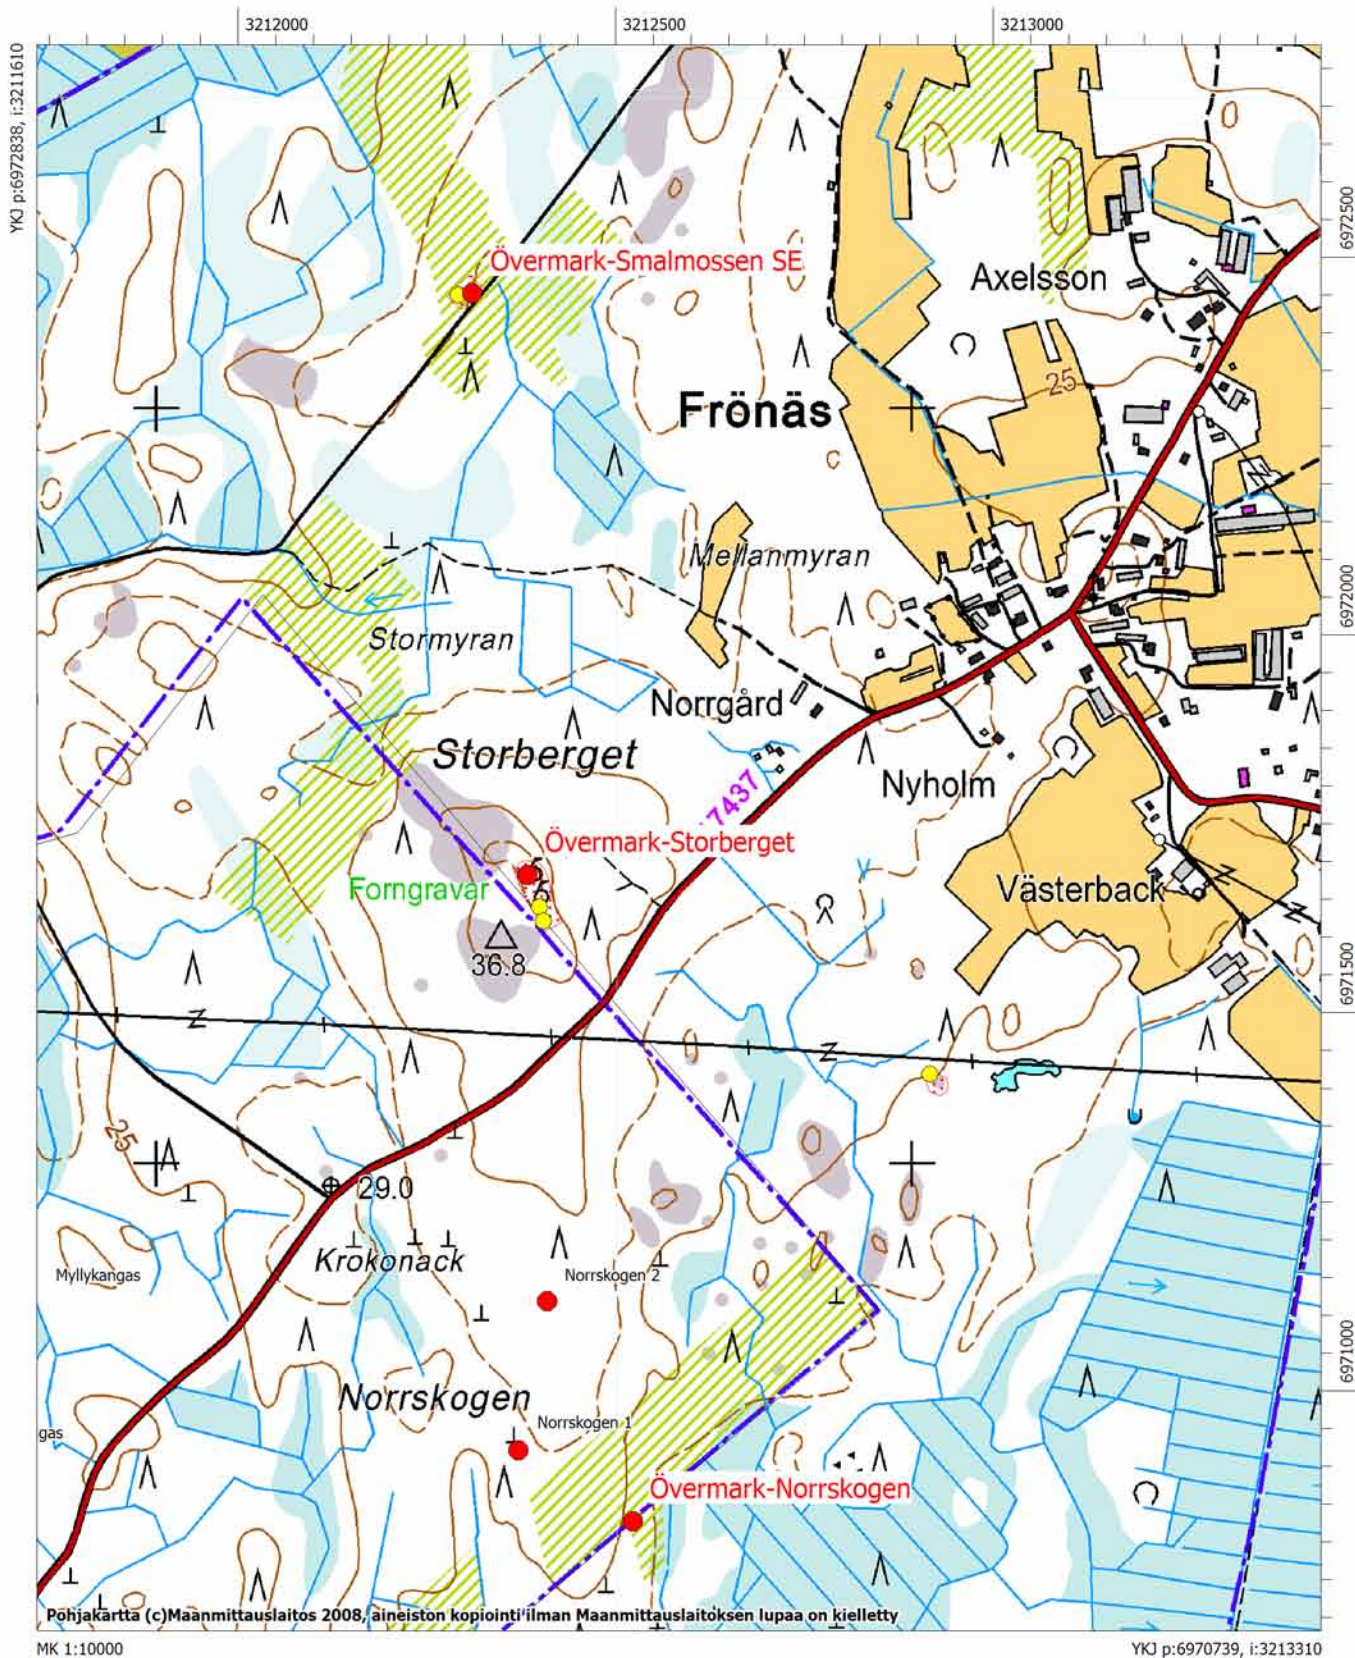 3212000
3212500
3213000
YKJ p:6972838, i:3211610
6972500
Övermark-Smalmossen SE
Axelsson
25
Frönäs
Mellanmyran
6972000
Stormyran
Norrgård
Storberget
Nyholm
17437
Övermark-Storberget
Forngravar
Västerback
36.8
6971500
Z
Z
25
29.0
Krokonack
Myllykangas
Norrskogen 2
6971000
Norrskogen
Norrskogen 1
gas
Övermark-Norrskogen
Pohjakartta (c)Maanmittauslaitos 2008, aineiston kopiointi ilman Maanmittauslaitoksen lupaa on kielletty
MK 1:10000
YKJ p:6970739, i:3213310